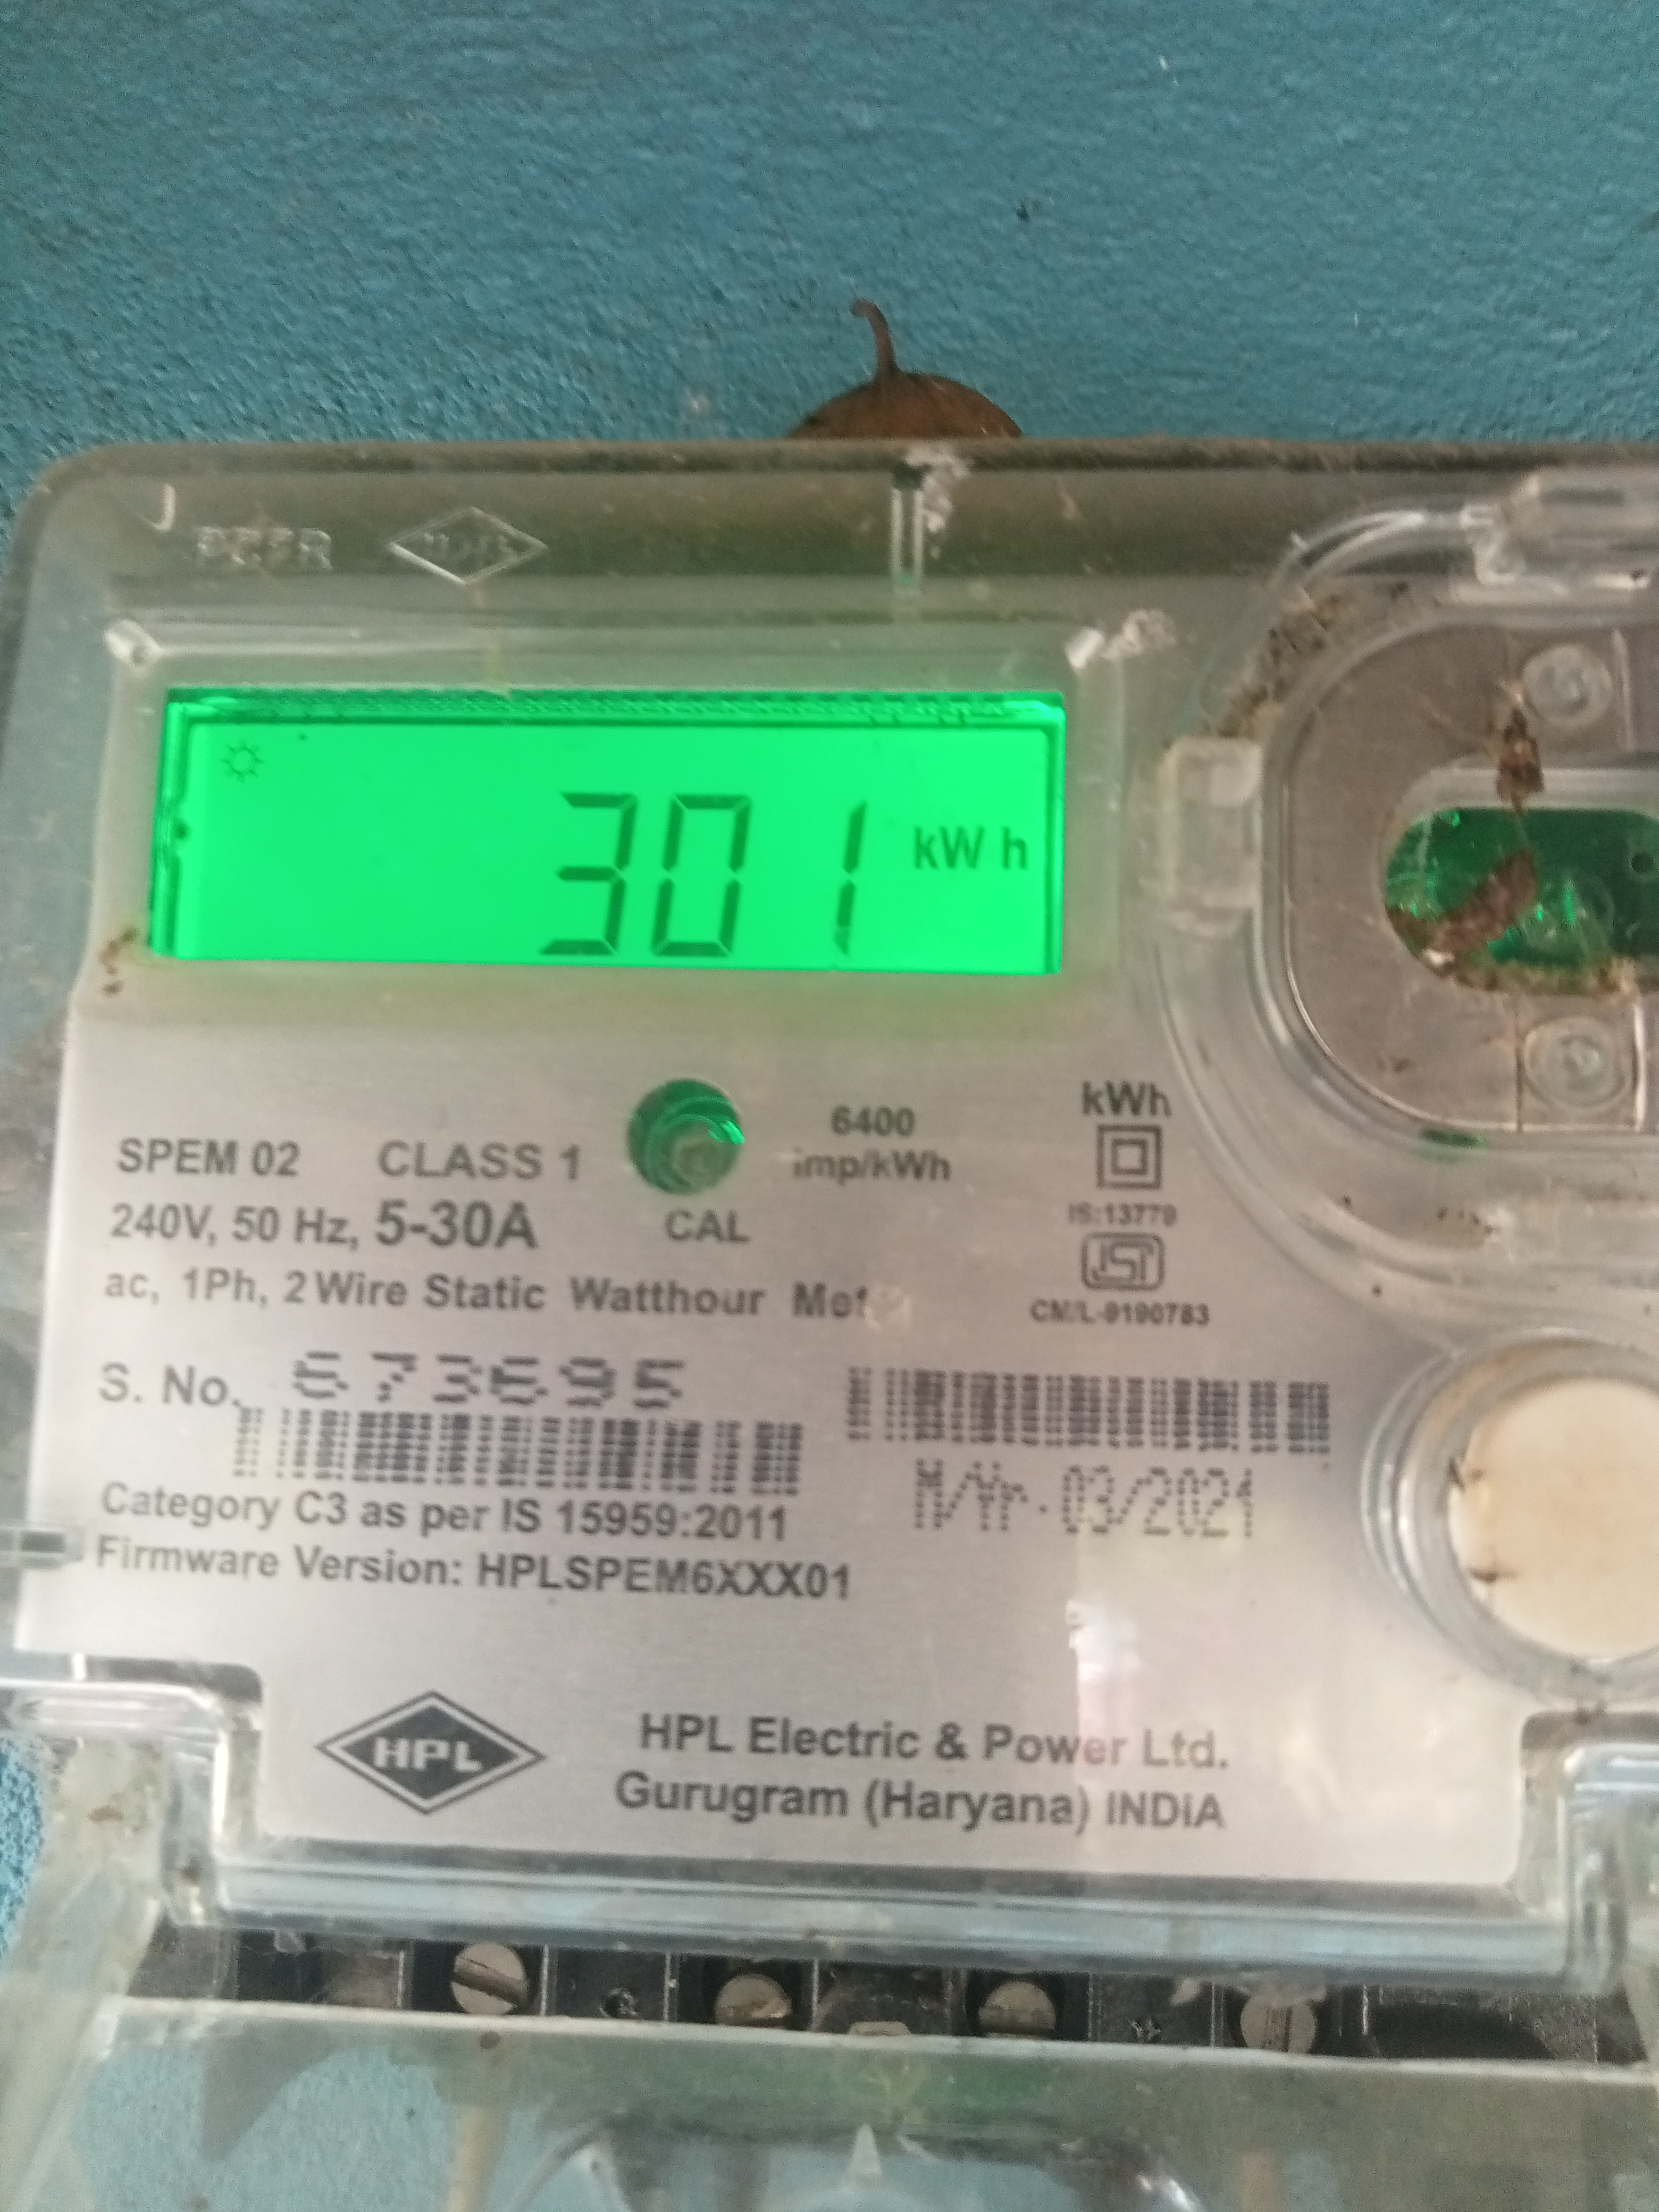 301 kWh
SPEM 02 CLASS 1
240V, 50 Hz, 5-30A
CAL
6400
imp/kWh
kWh
IS:13779
ISI
CM/L-9190783
ac, 1Ph, 2 Wire Static Watthour
S. No. 673695
M/Yr. 03/2021
Category C3 as per IS 15959:2011
Firmware Version: HPLSPEM6XXX01
HPL
HPL Electric & Power Ltd.
Gurugram (Haryana) INDIA